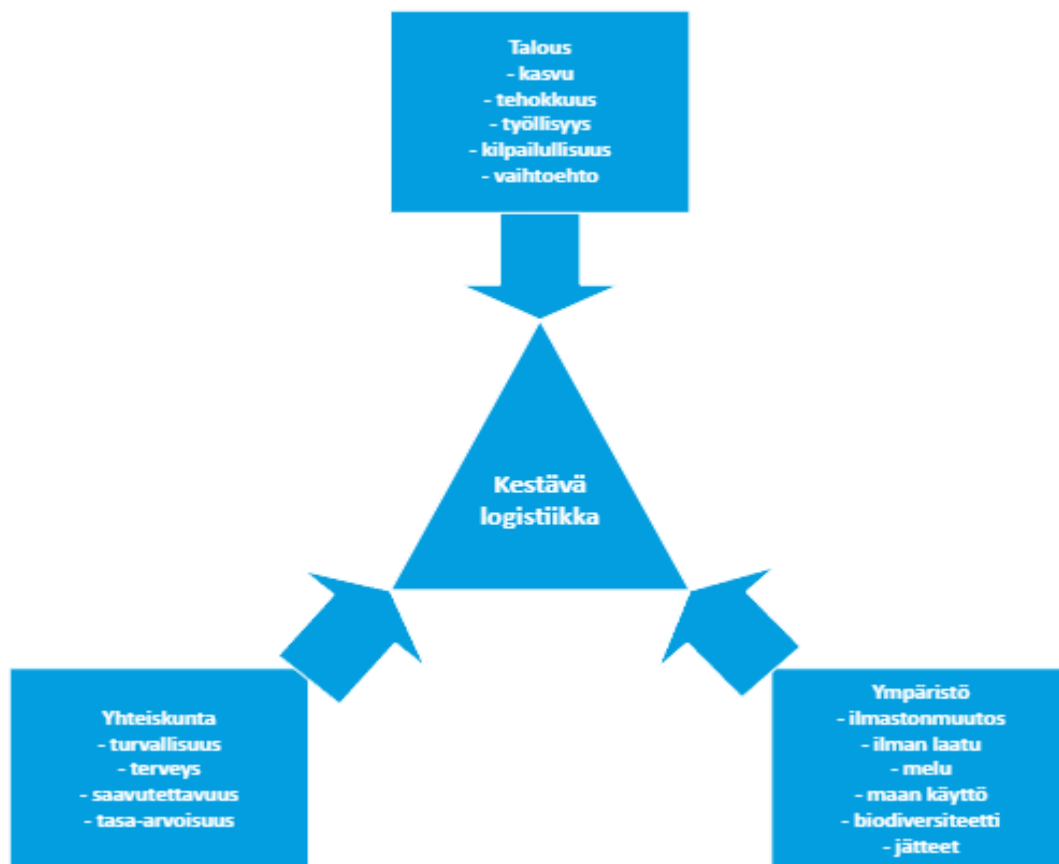 Talous
- kasvu
- tehokkuus
- työllisyys
- kilpailullisuus
- vaihtoehto
Kestävä
logistiikka
Yhteiskunta
- turvallisuus
- terveys
- saavutettavuus
- tasa-arvoisuus
Ympäristö
- ilmastonmuutos
- ilman laatu
- melu
- maan käyttö
- biodiversiteetti
- jätteet